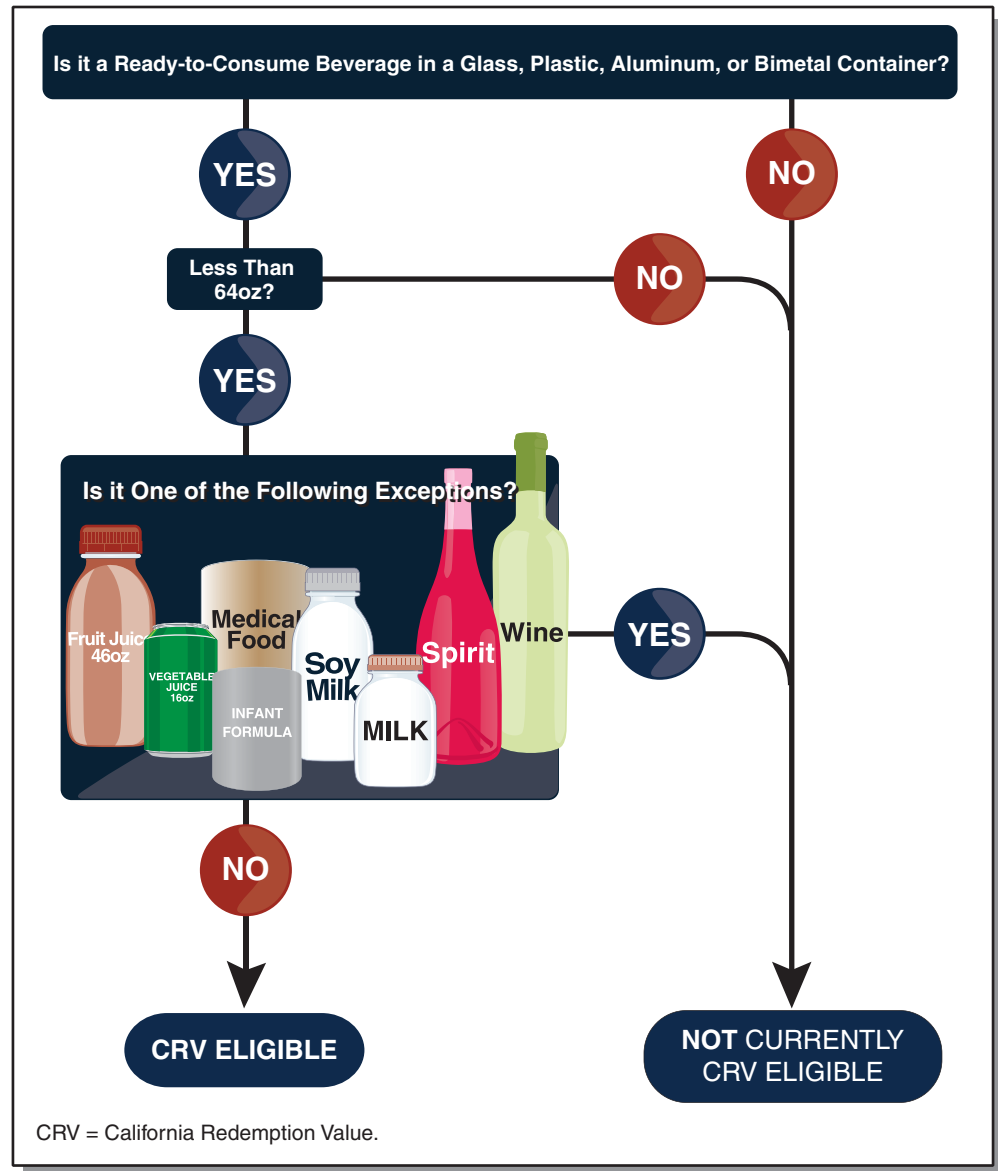 Is it a Ready-to-Consume Beverage in a Glass, Plastic, Aluminum, or Bimetal Container?
YES
NO
Less Than
64oz?
NO
YES
Is it One of the Following Exceptions?
Fruit Juic
46oz
VEGETABLE
JUICE
16oz
Medical
Food
INFANT
FORMULA
Soy
Milk
MILK
Spirit
Wine
YES
NO
CRV ELIGIBLE
NOT CURRENTLY
CRV ELIGIBLE
CRV = California Redemption Value.